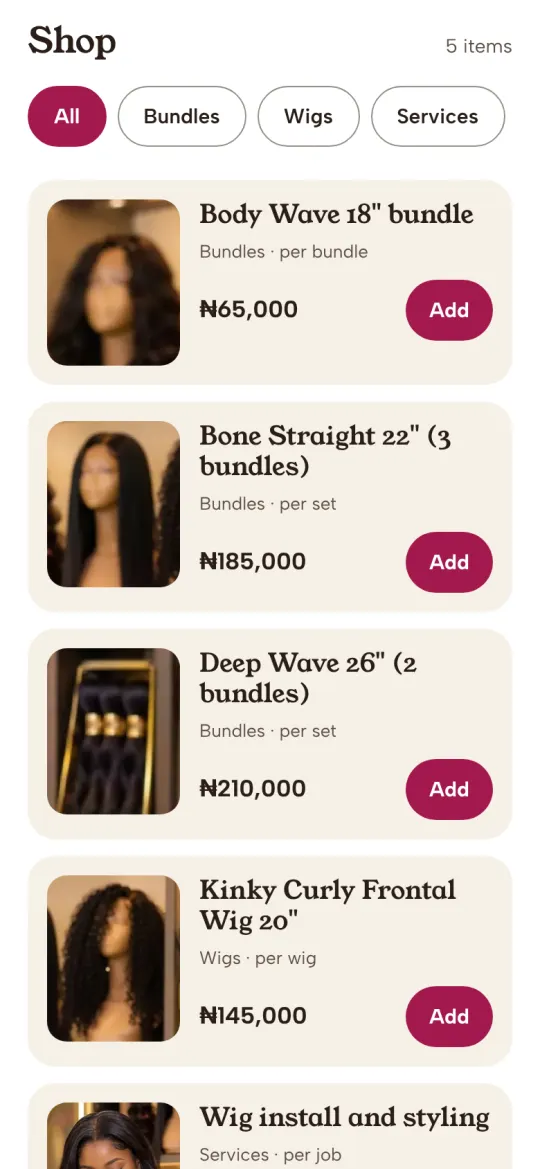 Shop
5 items
All
Bundles
Wigs
Services
Body Wave 18" bundle
Bundles · per bundle
₦65,000
Add
Bone Straight 22" (3
bundles)
Bundles · per set
₦185,000
Add
Deep Wave 26" (2
bundles)
Bundles · per set
₦210,000
Add
Kinky Curly Frontal
Wig 20"
Wigs · per wig
₦145,000
Add
Wig install and styling
Services · per job